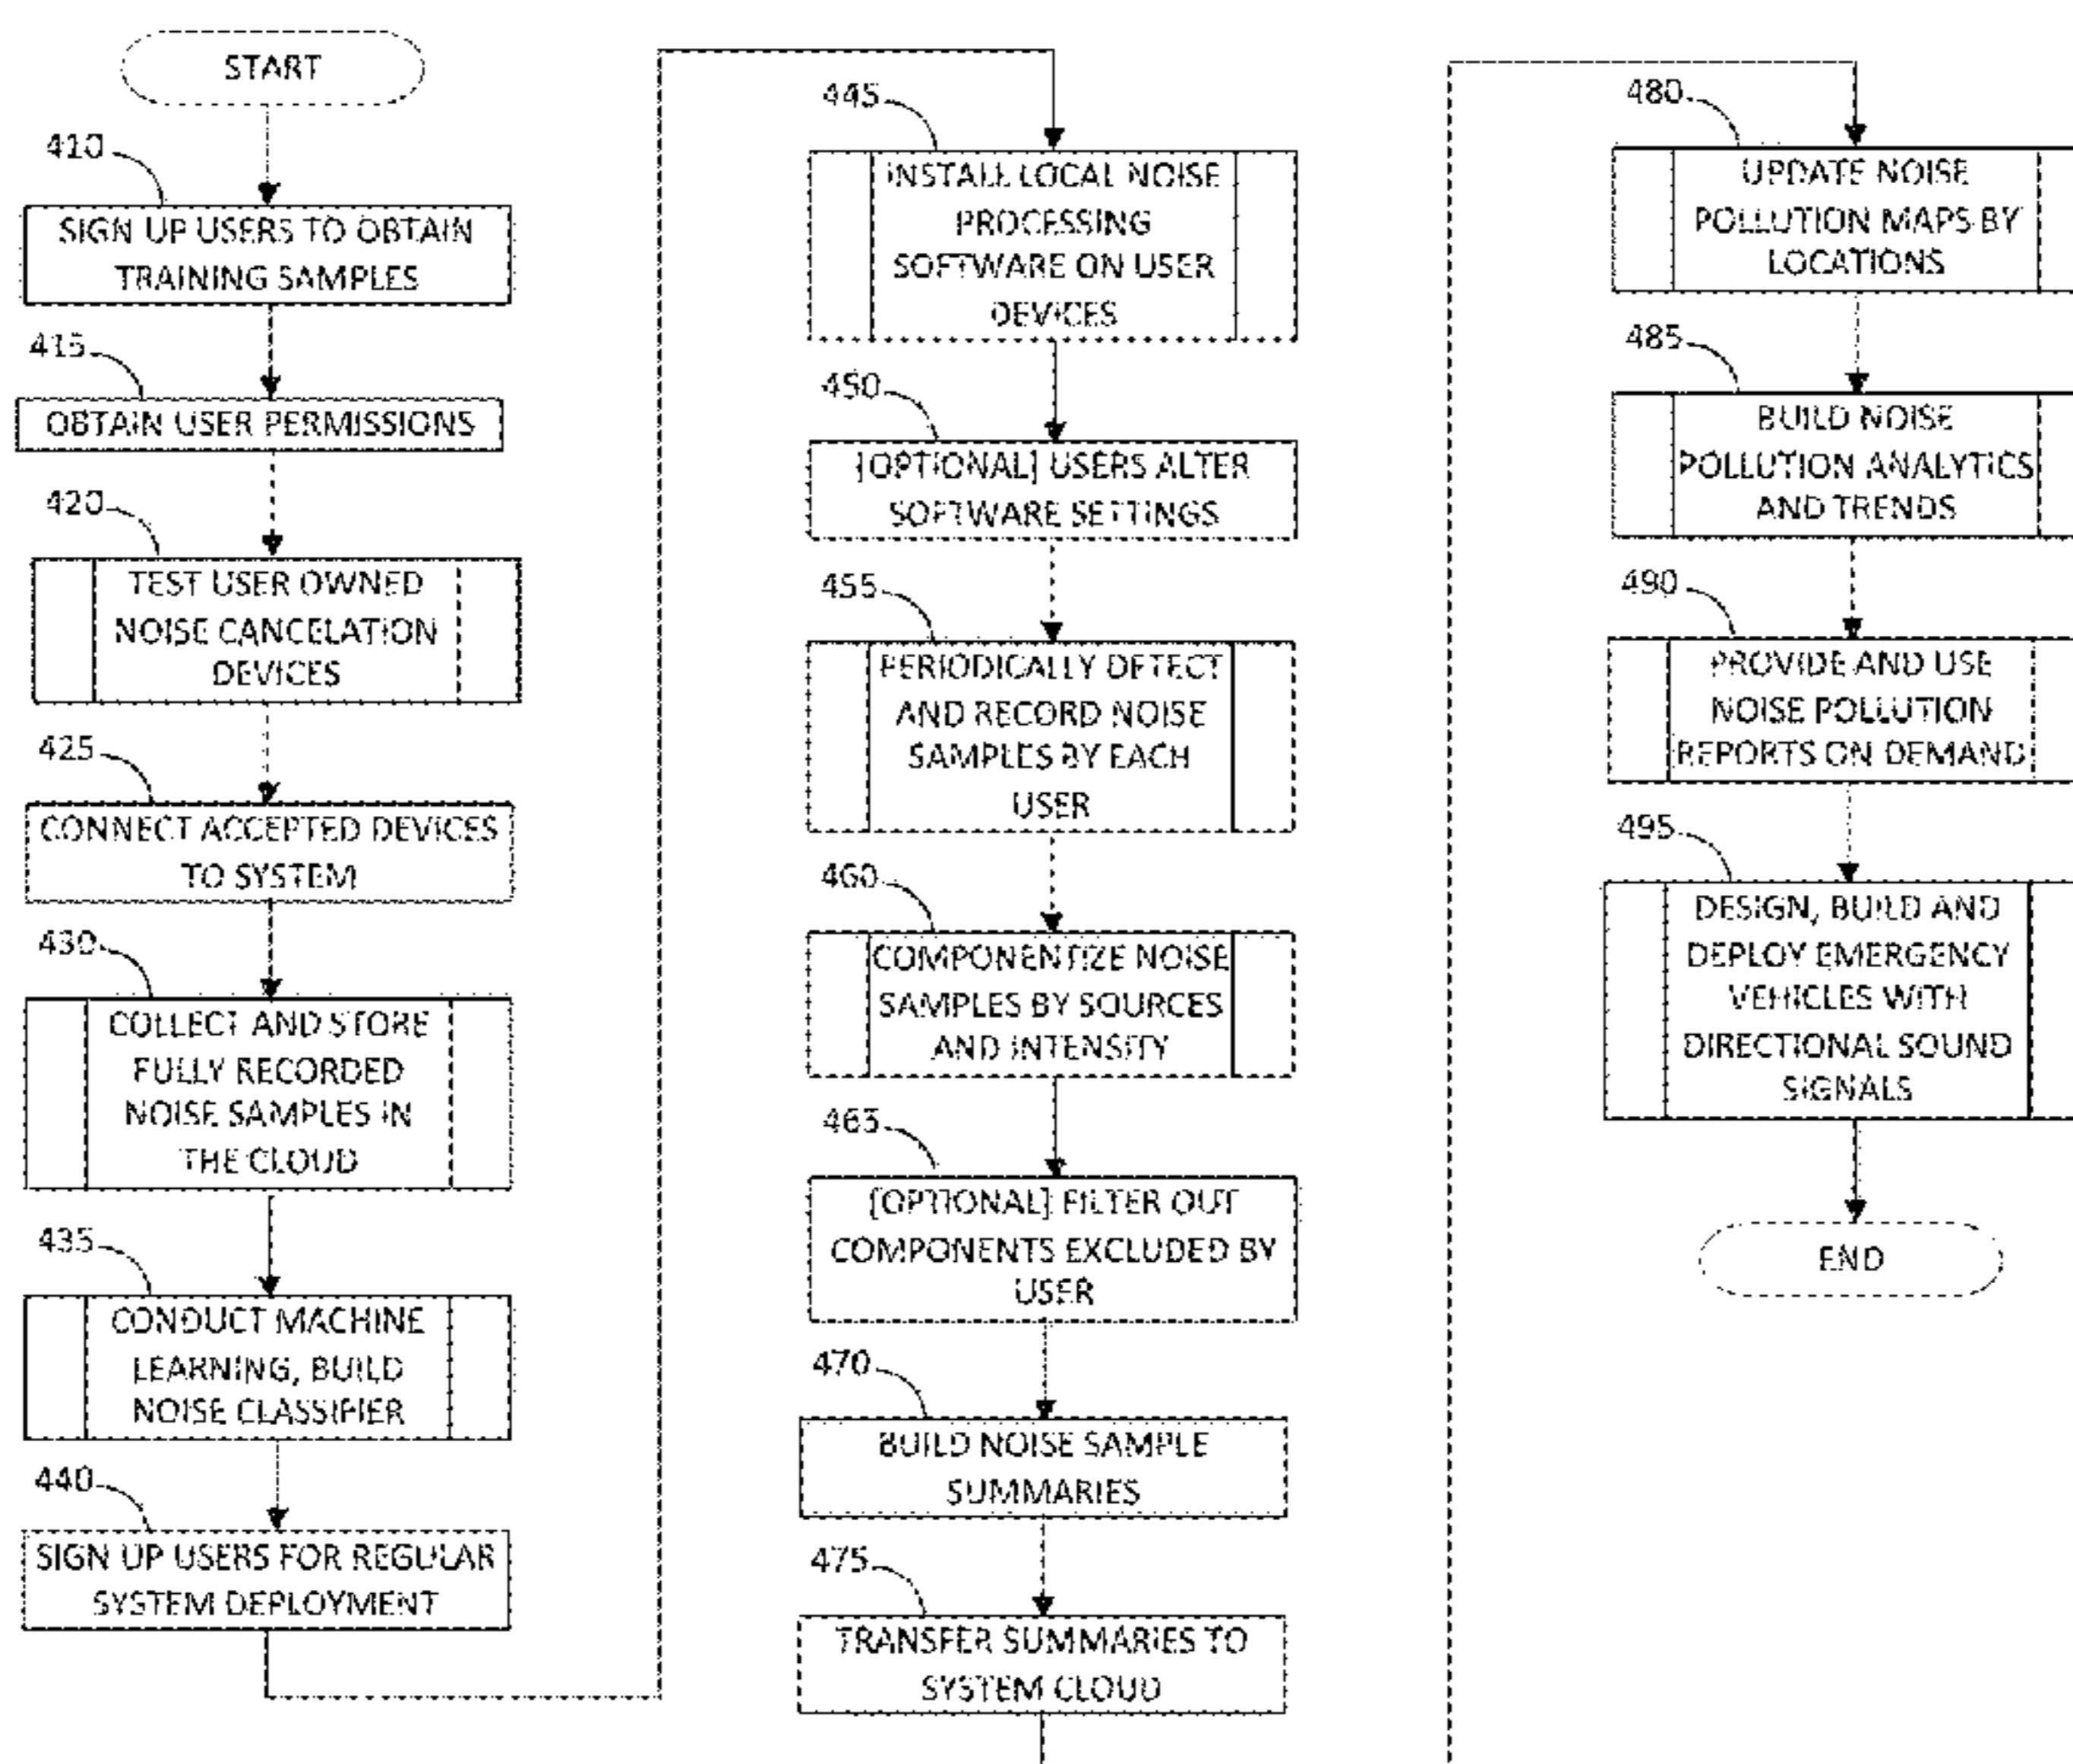 START
410
SIGN UP USERS TO OBTAIN
TRAINING SAMPLES
415
OBTAIN USER PERMISSIONS
420
TEST USER OWNED
NOISE CANCELATION
DEVICES
425
CONNECT ACCEPTED DEVICES
TO SYSTEM
430
COLLECT AND STORE
FULLY RECORDED
NOISE SAMPLES IN
THE CLOUD
435
CONDUCT MACHINE
LEARNING, BUILD
NOISE CLASSIFIER
440
SIGN UP USERS FOR REGULAR
SYSTEM DEPLOYMENT
445
INSTALL LOCAL NOISE
PROCESSING
SOFTWARE ON USER
DEVICES
450
[OPTIONAL] USERS ALTER
SOFTWARE SETTINGS
455
PERIODICALLY DETECT
AND RECORD NOISE
SAMPLES BY EACH
USER
460
COMPONENTIZE NOISE
SAMPLES BY SOURCES
AND INTENSITY
465
[OPTIONAL] FILTER OUT
COMPONENTS EXCLUDED BY
USER
470
BUILD NOISE SAMPLE
SUMMARIES
475
TRANSFER SUMMARIES TO
SYSTEM CLOUD
480
UPDATE NOISE
POLLUTION MAPS BY
LOCATIONS
485
BUILD NOISE
POLLUTION ANALYTICS
AND TRENDS
490
PROVIDE AND USE
NOISE POLLUTION
REPORTS ON DEMAND
495
DESIGN, BUILD AND
DEPLOY EMERGENCY
VEHICLES WITH
DIRECTIONAL SOUND
SIGNALS
END